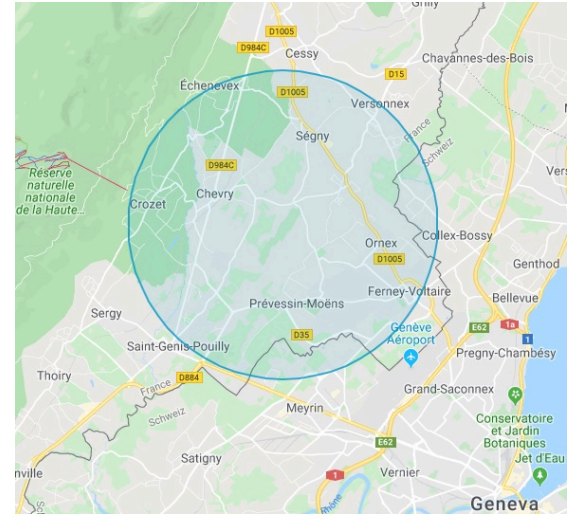 Grilly
D1005
D984C
Cessy
Chavannes-des-Bois
D15
Échenevex
D1005
Versonnex
Ségny
France
Schweiz
D984C
Réserve
naturelle
nationale
de la Haute...
Chevry
Crozet
Ornex
Collex-Bossy
D1005
Genthod
Ferney-Voltaire
Bellevue
Prévessin-Moëns
Sergy
E62
1a
1
D35
Genève
Aéroport
Saint-Genis-Pouilly
Pregny-Chambésy
Thoiry
D884
France
Schweiz
Grand-Saconnex
Meyrin
Conservatoire
et Jardin
Botaniques
E62
Satigny
Jet d'Eau
Vernier
1
nville
Rhône
Geneva